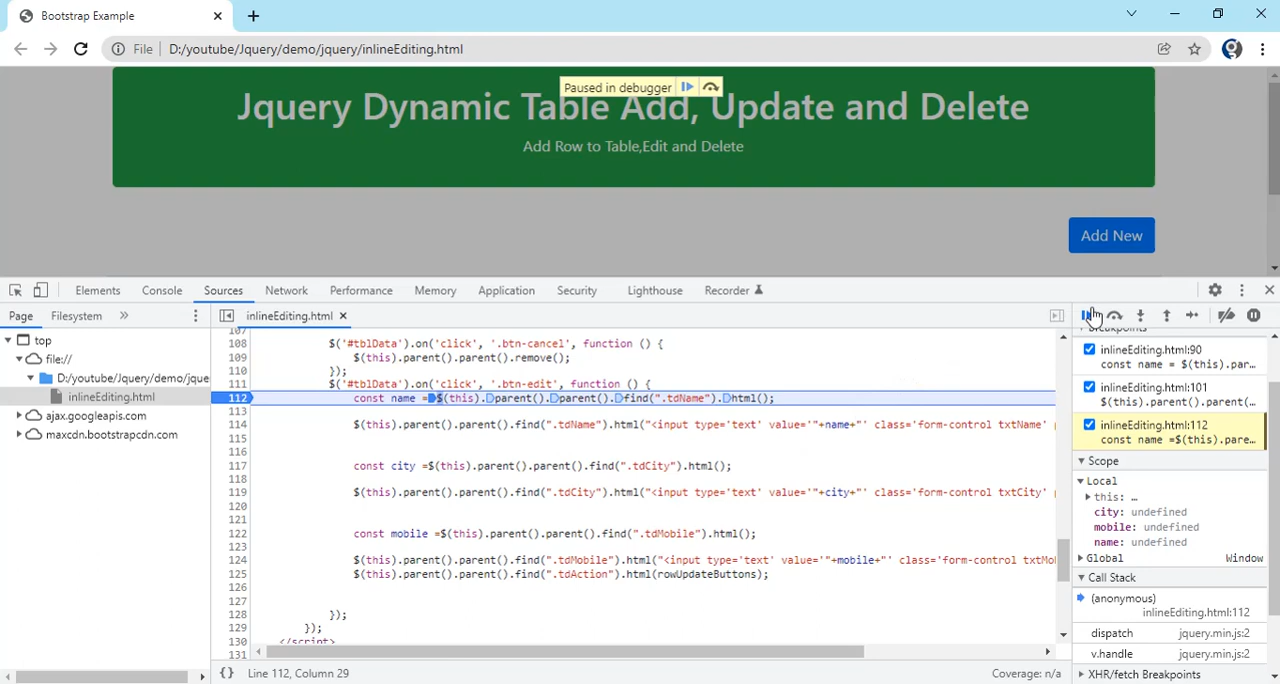 Bootstrap Example
File
D:/youtube/Jquery/demo/jquery/inlineEditing.html
Paused in debugger
Jquery Dynamic Table Add, Update and Delete
Add Row to Table,Edit and Delete
Add New
Elements Console Sources Network Performance Memory Application Security Lighthouse Recorder
Page Filesystem
inlineEditing.html
top
file://
D:/youtube/Jquery/demo/jque
inlineEditing.html
ajax.googleapis.com
maxcdn.bootstrapcdn.com
107
108 $('#tblData').on('click', '.btn-cancel', function () {
109 $(this).parent().parent().remove();
110 });
111 $('#tblData').on('click', '.btn-edit', function () {
112 const name =$(this).parent().parent().find(".tdName").html();
113
114 $(this).parent().parent().find(".tdName").html("<input type='text' value='"+name+"' class='form-control txtName'
115
116
117 const city =$(this).parent().parent().find(".tdCity").html();
118
119 $(this).parent().parent().find(".tdCity").html("<input type='text' value='"+city+"' class='form-control txtCity'
120
121
122 const mobile =$(this).parent().parent().find(".tdMobile").html();
123
124 $(this).parent().parent().find(".tdMobile").html("<input type='text' value='"+mobile+"' class='form-control txtMo
125 $(this).parent().parent().find(".tdAction").html(rowUpdateButtons);
126
127
128 });
129 });
130 </script>
131
{} Line 112, Column 29
Coverage: n/a
Breakpoints
inlineEditing.html:90
const name = $(this).par…
inlineEditing.html:101
$(this).parent().parent(…
inlineEditing.html:112
const name =$(this).pare…
Scope
Local
this: …
city: undefined
mobile: undefined
name: undefined
Global Window
Call Stack
(anonymous)
inlineEditing.html:112
dispatch jquery.min.js:2
v.handle jquery.min.js:2
XHR/fetch Breakpoints